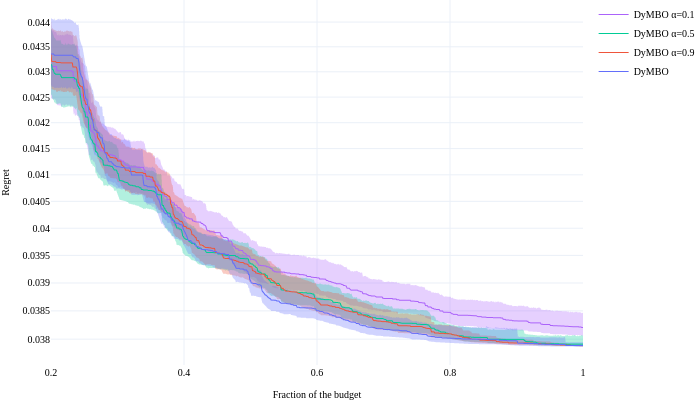 DyMBO α=0.1
DyMBO α=0.5
DyMBO α=0.9
DyMBO
Regret
0.044
0.0435
0.043
0.0425
0.042
0.0415
0.041
0.0405
0.04
0.0395
0.039
0.0385
0.038
0.2 0.4 0.6 0.8 1
Fraction of the budget